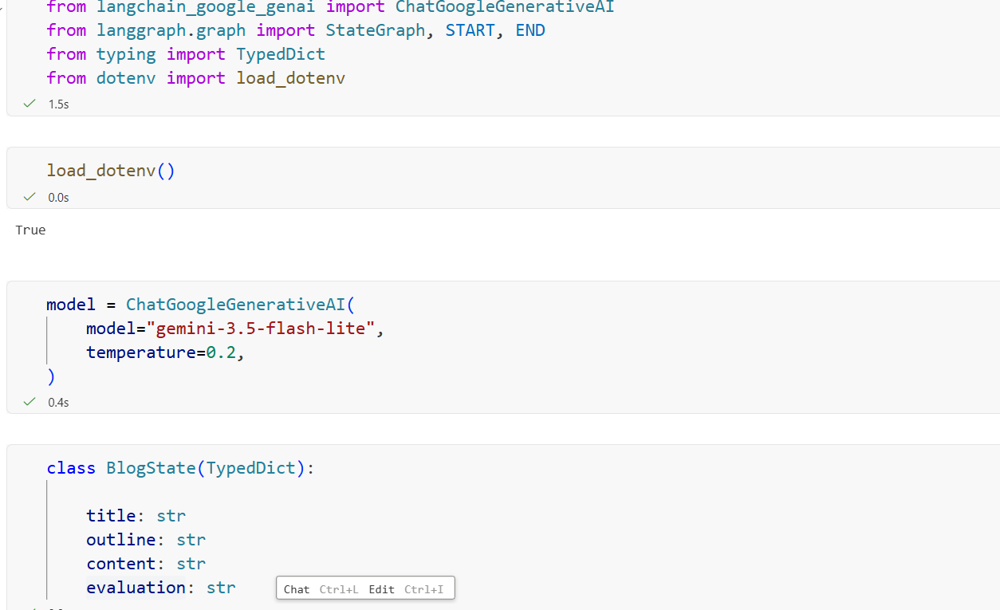 from langchain_google_genai import ChatGoogleGenerativeAI
from langgraph.graph import StateGraph, START, END
from typing import TypedDict
from dotenv import load_dotenv
1.5s
load_dotenv()
0.0s
True
model = ChatGoogleGenerativeAI(
    model="gemini-3.5-flash-lite",
    temperature=0.2,
)
0.4s
class BlogState(TypedDict):
    title: str
    outline: str
    content: str
    evaluation: str
Chat Ctrl+L Edit Ctrl+I